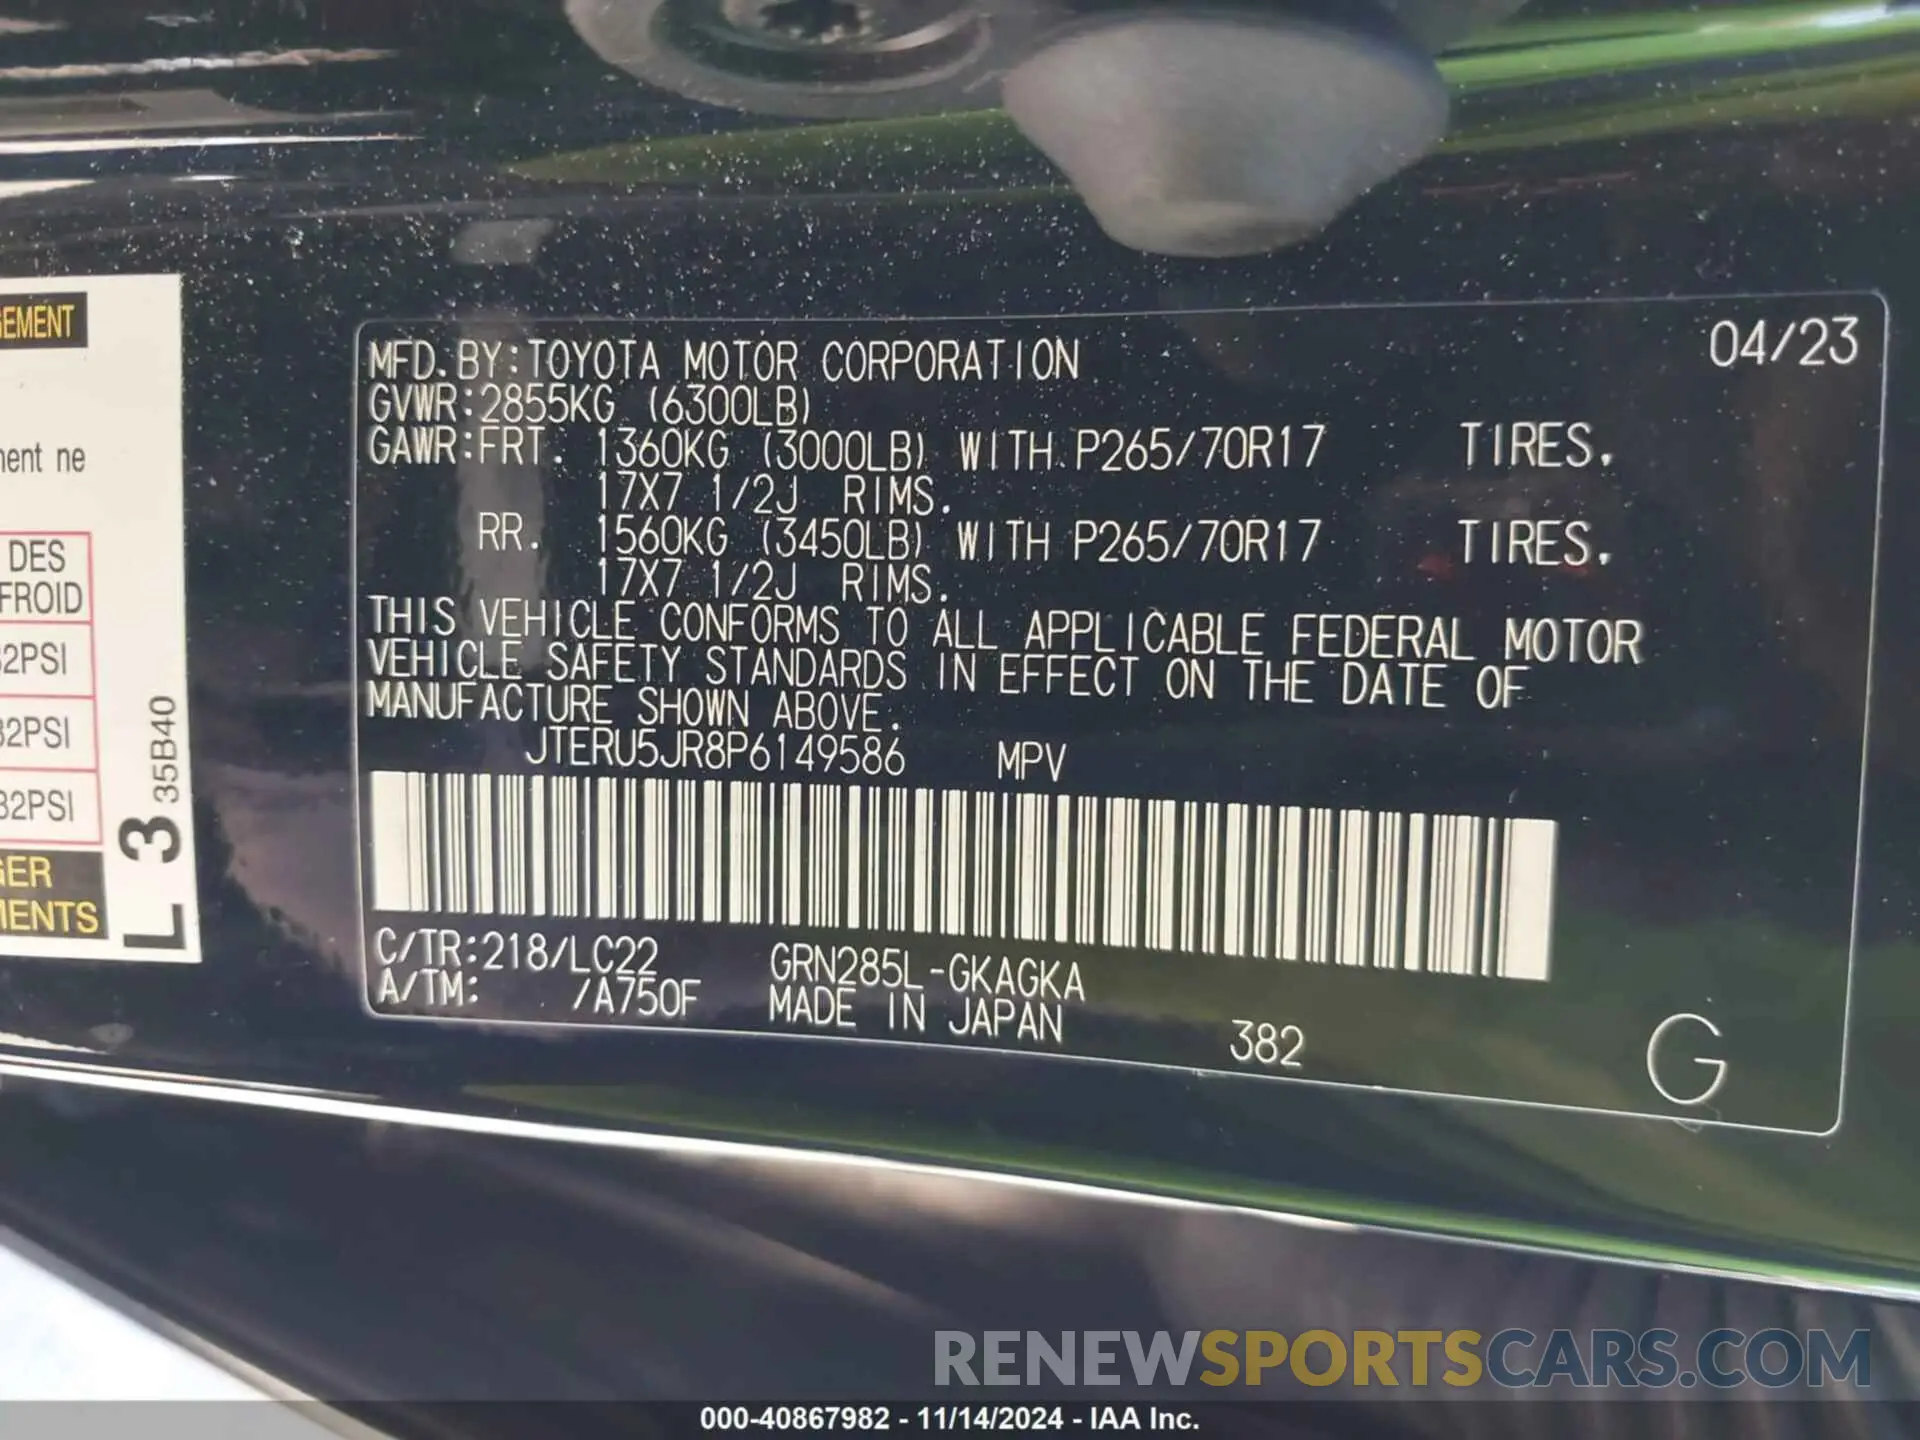 GEMENT
ment ne
DES
FROID
32PSI
32PSI
32PSI
GER
MENTS
L 3 35B40
04/23
MFD.BY:TOYOTA MOTOR CORPORATION
GVWR:2855KG (6300LB)
GAWR:FRT. 1360KG (3000LB) WITH P265/70R17 TIRES.
17X7 1/2J RIMS.
RR. 1560KG (3450LB) WITH P265/70R17 TIRES.
17X7 1/2J RIMS.
THIS VEHICLE CONFORMS TO ALL APPLICABLE FEDERAL MOTOR
VEHICLE SAFETY STANDARDS IN EFFECT ON THE DATE OF
MANUFACTURE SHOWN ABOVE.
JTERU5JR8P6149586 MPV
C/TR:218/LC22 GRN285L-GKAGKA
A/TM: /A750F MADE IN JAPAN
382 G
RENEWSPORTSCARS.COM
000-40867982 - 11/14/2024 - IAA Inc.